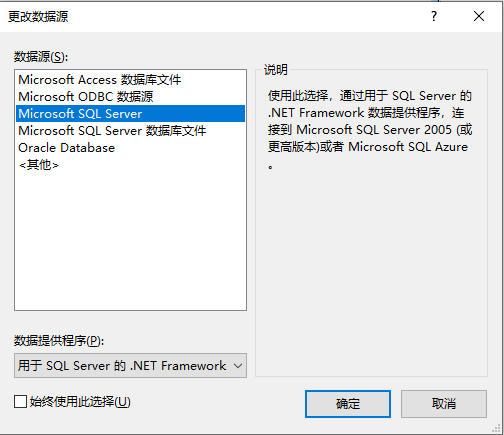 更改数据源
?
数据源(S):
Microsoft Access 数据库文件
Microsoft ODBC 数据源
Microsoft SQL Server
Microsoft SQL Server 数据库文件
Oracle Database
<其他>
说明
使用此选择，通过用于 SQL Server 的
.NET Framework 数据提供程序，连
接到 Microsoft SQL Server 2005 (或
更高版本)或者 Microsoft SQL Azure
。
数据提供程序(P):
用于 SQL Server 的 .NET Framework
始终使用此选择(U)
确定
取消